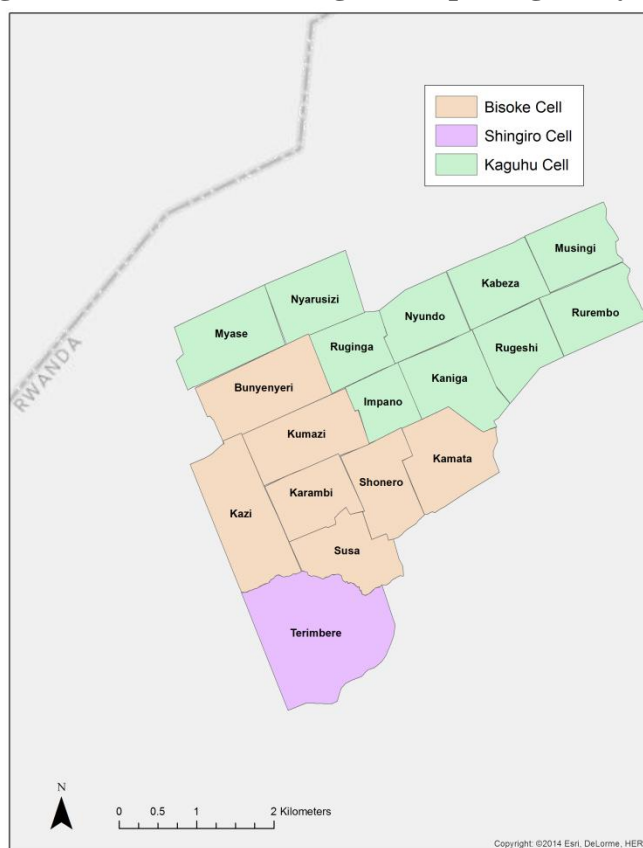 Bisoke Cell
Shingiro Cell
Kaguhu Cell
Musingi
Kabeza
Nyarusizi
Rurembo
Nyundo
Myase
Rugeshi
Ruginga
Kaniga
Bunyenyeri
Impano
Kumazi
Kamata
Shonero
Karambi
Kazi
Susa
Terimbere
RWANDA
N
0 0.5 1 2 Kilometers
Copyright: ©2014 Esri, DeLorme, HER